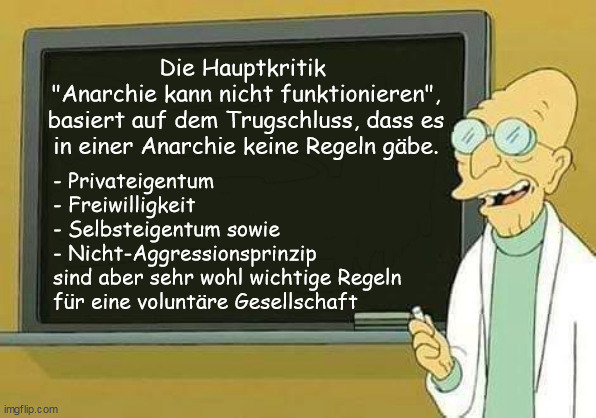 Die Hauptkritik
"Anarchie kann nicht funktionieren",
basiert auf dem Trugschluss, dass es
in einer Anarchie keine Regeln gäbe.
- Privateigentum
- Freiwilligkeit
- Selbsteigentum sowie
- Nicht-Aggressionsprinzip
sind aber sehr wohl wichtige Regeln
für eine voluntäre Gesellschaft
imgflip.com